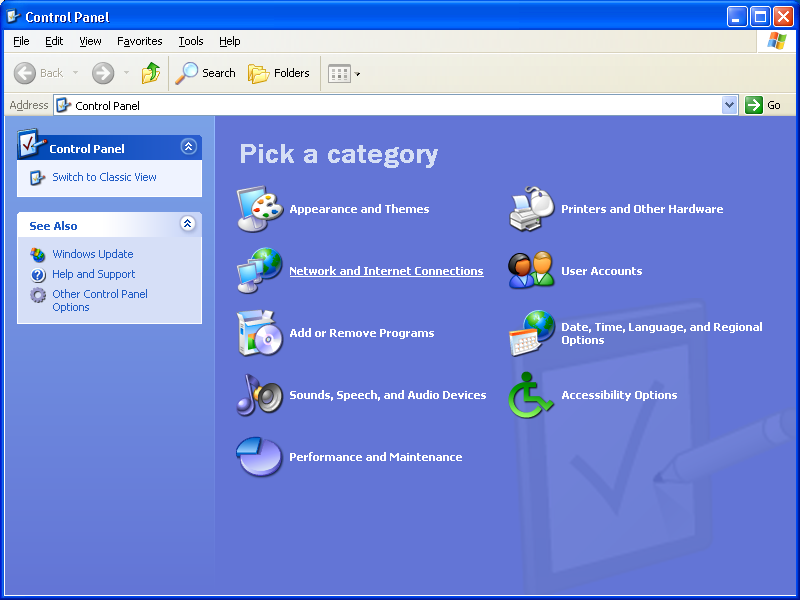 Control Panel
File Edit View Favorites Tools Help
Back Search Folders
Address Control Panel Go
Control Panel
Switch to Classic View
See Also
Windows Update
Help and Support
Other Control Panel
Options
Pick a category
Appearance and Themes
Printers and Other Hardware
Network and Internet Connections
User Accounts
Add or Remove Programs
Date, Time, Language, and Regional
Options
Sounds, Speech, and Audio Devices
Accessibility Options
Performance and Maintenance